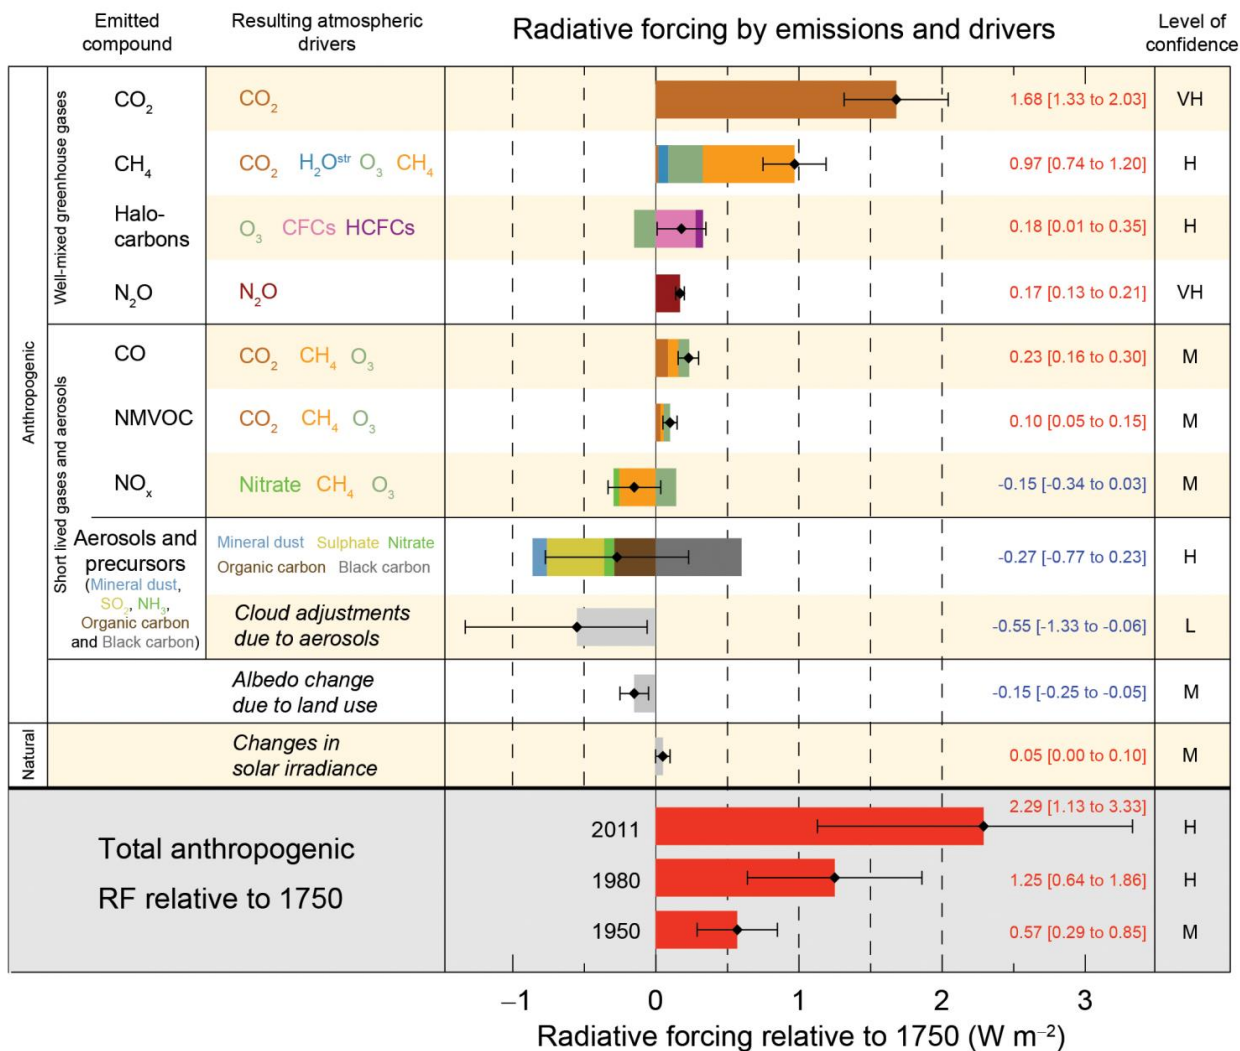 Emitted compound
Resulting atmospheric drivers
Radiative forcing by emissions and drivers
Level of confidence
Anthropogenic
Well-mixed greenhouse gases
CO2
CO2
1.68 [1.33 to 2.03]
VH
CH4
CO2 H2Ostr O3 CH4
0.97 [0.74 to 1.20]
H
Halo-
carbons
O3 CFCs HCFCs
0.18 [0.01 to 0.35]
H
N2O
N2O
0.17 [0.13 to 0.21]
VH
Short lived gases and aerosols
CO
CO2 CH4 O3
0.23 [0.16 to 0.30]
M
NMVOC
CO2 CH4 O3
0.10 [0.05 to 0.15]
M
NOx
Nitrate CH4 O3
-0.15 [-0.34 to 0.03]
M
Aerosols and
precursors
(Mineral dust,
SO2, NH3,
Organic carbon
and Black carbon)
Mineral dust Sulphate Nitrate
Organic carbon Black carbon
-0.27 [-0.77 to 0.23]
H
Cloud adjustments
due to aerosols
-0.55 [-1.33 to -0.06]
L
Albedo change
due to land use
-0.15 [-0.25 to -0.05]
M
Natural
Changes in
solar irradiance
0.05 [0.00 to 0.10]
M
Total anthropogenic
RF relative to 1750
2011
2.29 [1.13 to 3.33]
H
1980
1.25 [0.64 to 1.86]
H
1950
0.57 [0.29 to 0.85]
M
−1 0 1 2 3
Radiative forcing relative to 1750 (W m−2)